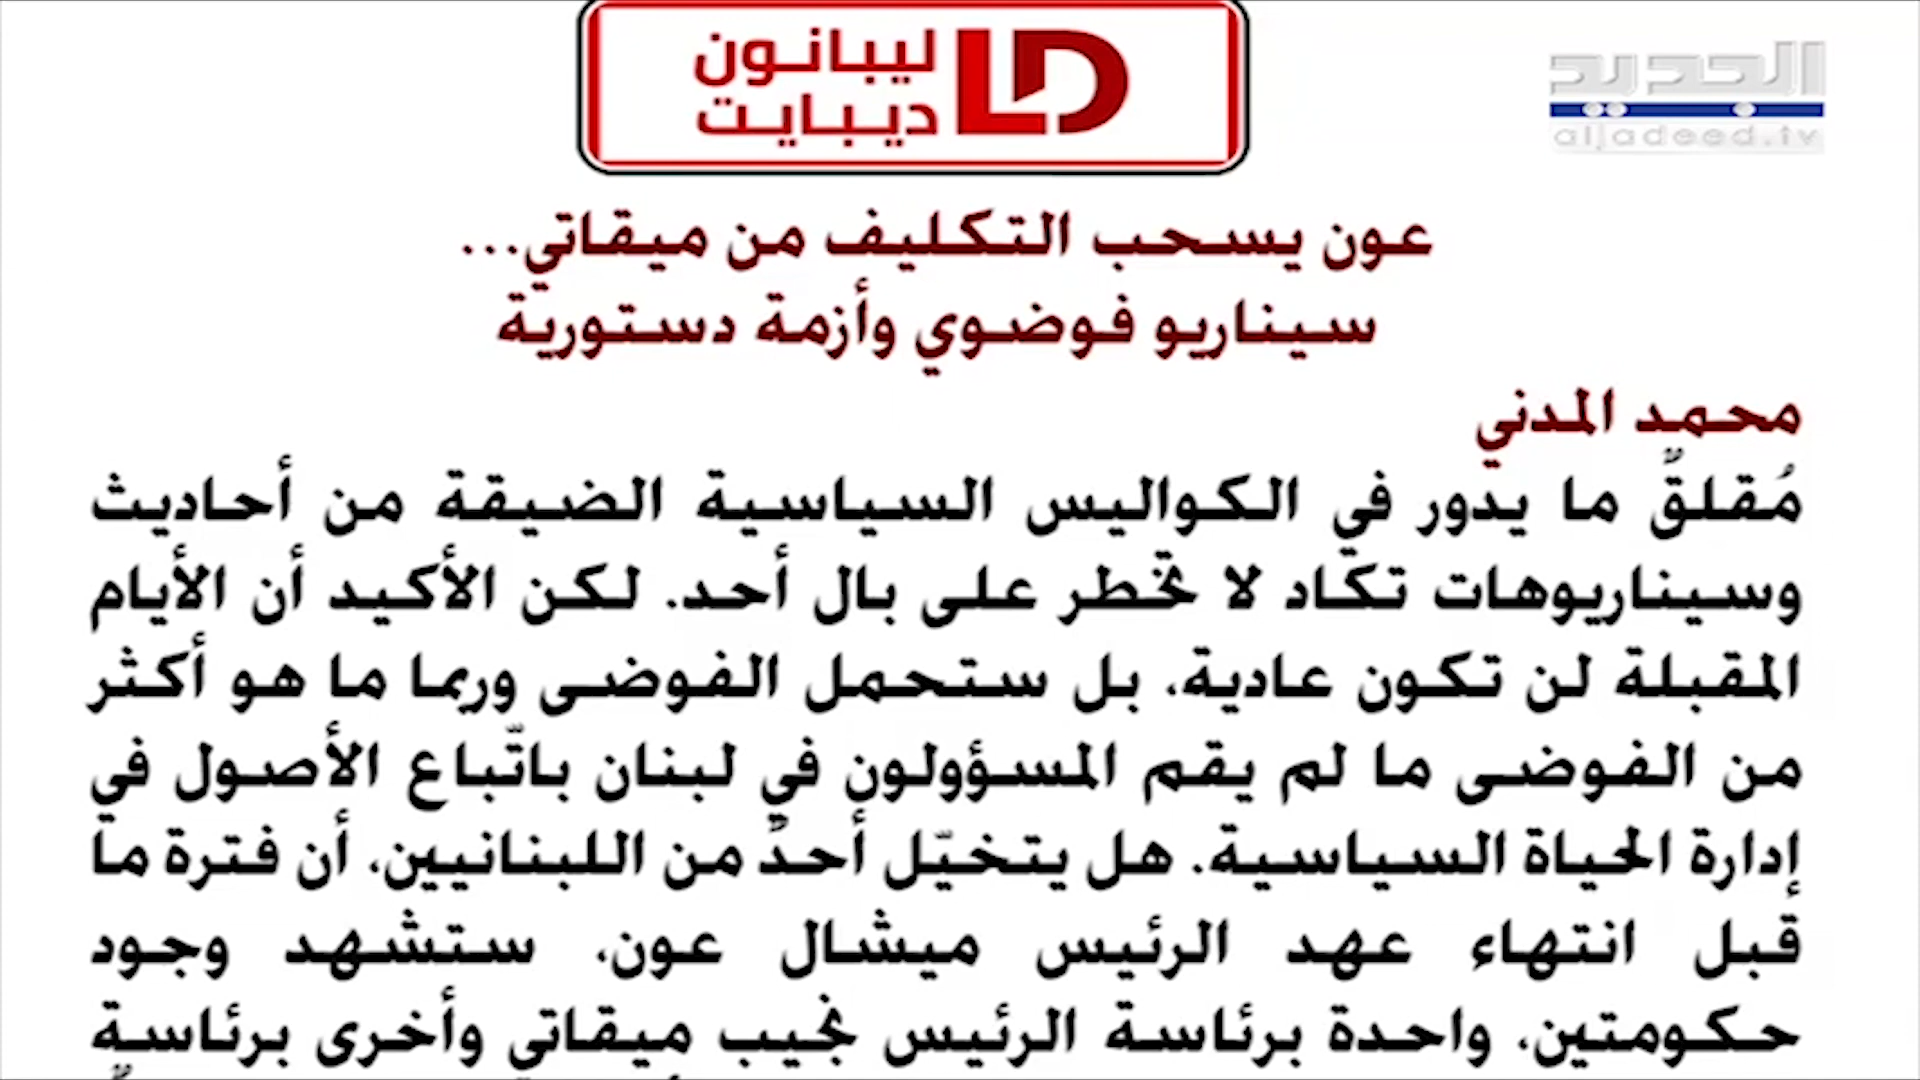 ليبانون
ديبايت
LD
الجديد
aljadeed.tv
عون يسحب التكليف من ميقاتي...
سيناريو فوضوي وأزمة دستورية
محمد المدني
مُقلقٌ ما يدور في الكواليس السياسية الضيقة من أحاديث
وسيناريوهات تكاد لا تخطر على بال أحد. لكن الأكيد أن الأيام
المقبلة لن تكون عادية، بل ستحمل الفوضى وربما ما هو أكثر
من الفوضى ما لم يقم المسؤولون في لبنان باتّباع الأصول في
إدارة الحياة السياسية. هل يتخيّل أحدٌ من اللبنانيين، أن فترة ما
قبل انتهاء عهد الرئيس ميشال عون، ستشهد وجود
حكومتين، واحدة برئاسة الرئيس نجيب ميقاتي وأخرى برئاسة